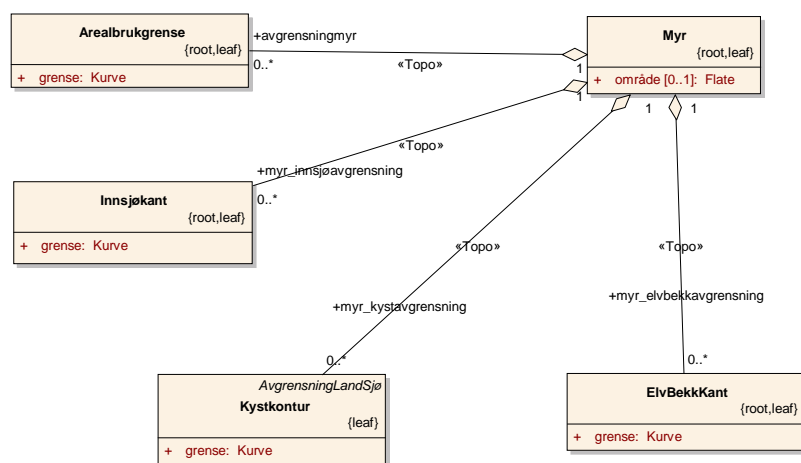 Arealbrukgrense
{root,leaf}
+ grense: Kurve
+avgrensningmyr
0..*
«Topo»
1
Myr
{root,leaf}
+ område [0..1]: Flate
1
«Topo»
+myr_innsjøavgrensning
0..*
Innsjøkant
{root,leaf}
+ grense: Kurve
1
«Topo»
+myr_kystavgrensning
0..*
AvgrensningLandSjø
Kystkontur
{leaf}
+ grense: Kurve
1
«Topo»
+myr_elvbekkavgrensning
0..*
ElvBekkKant
{root,leaf}
+ grense: Kurve